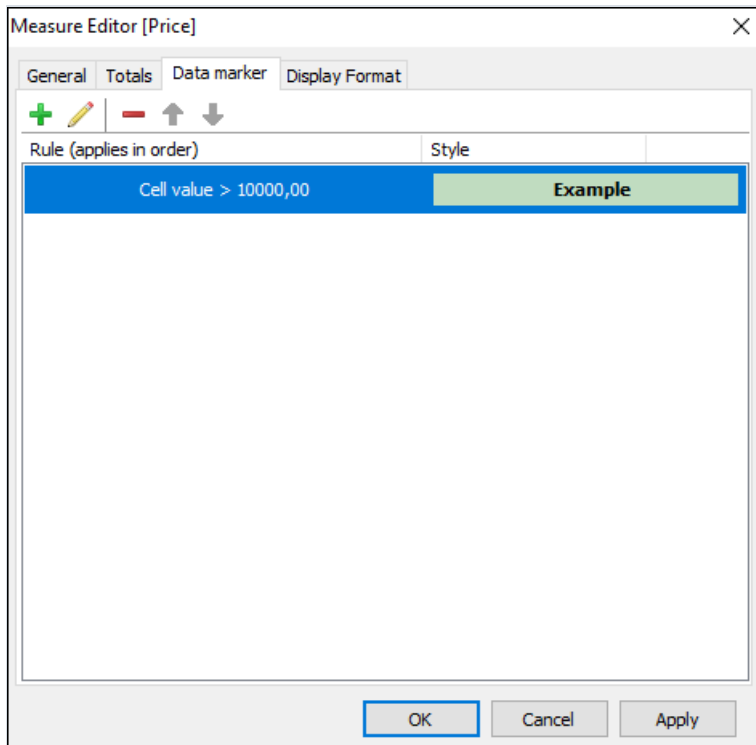 Measure Editor [Price]
General Totals Data marker Display Format
Rule (applies in order) Style
Cell value > 10000,00 Example
OK Cancel Apply